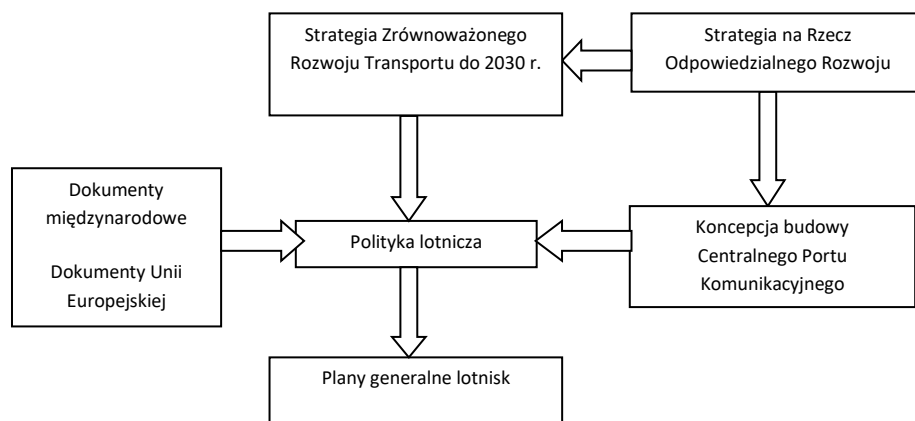 Strategia Zrównoważonego
Rozwoju Transportu do 2030 r.
Strategia na Rzecz
Odpowiedzialnego Rozwoju
Dokumenty
międzynarodowe
Dokumenty Unii
Europejskiej
Polityka lotnicza
Koncepcja budowy
Centralnego Portu
Komunikacyjnego
Plany generalne lotnisk